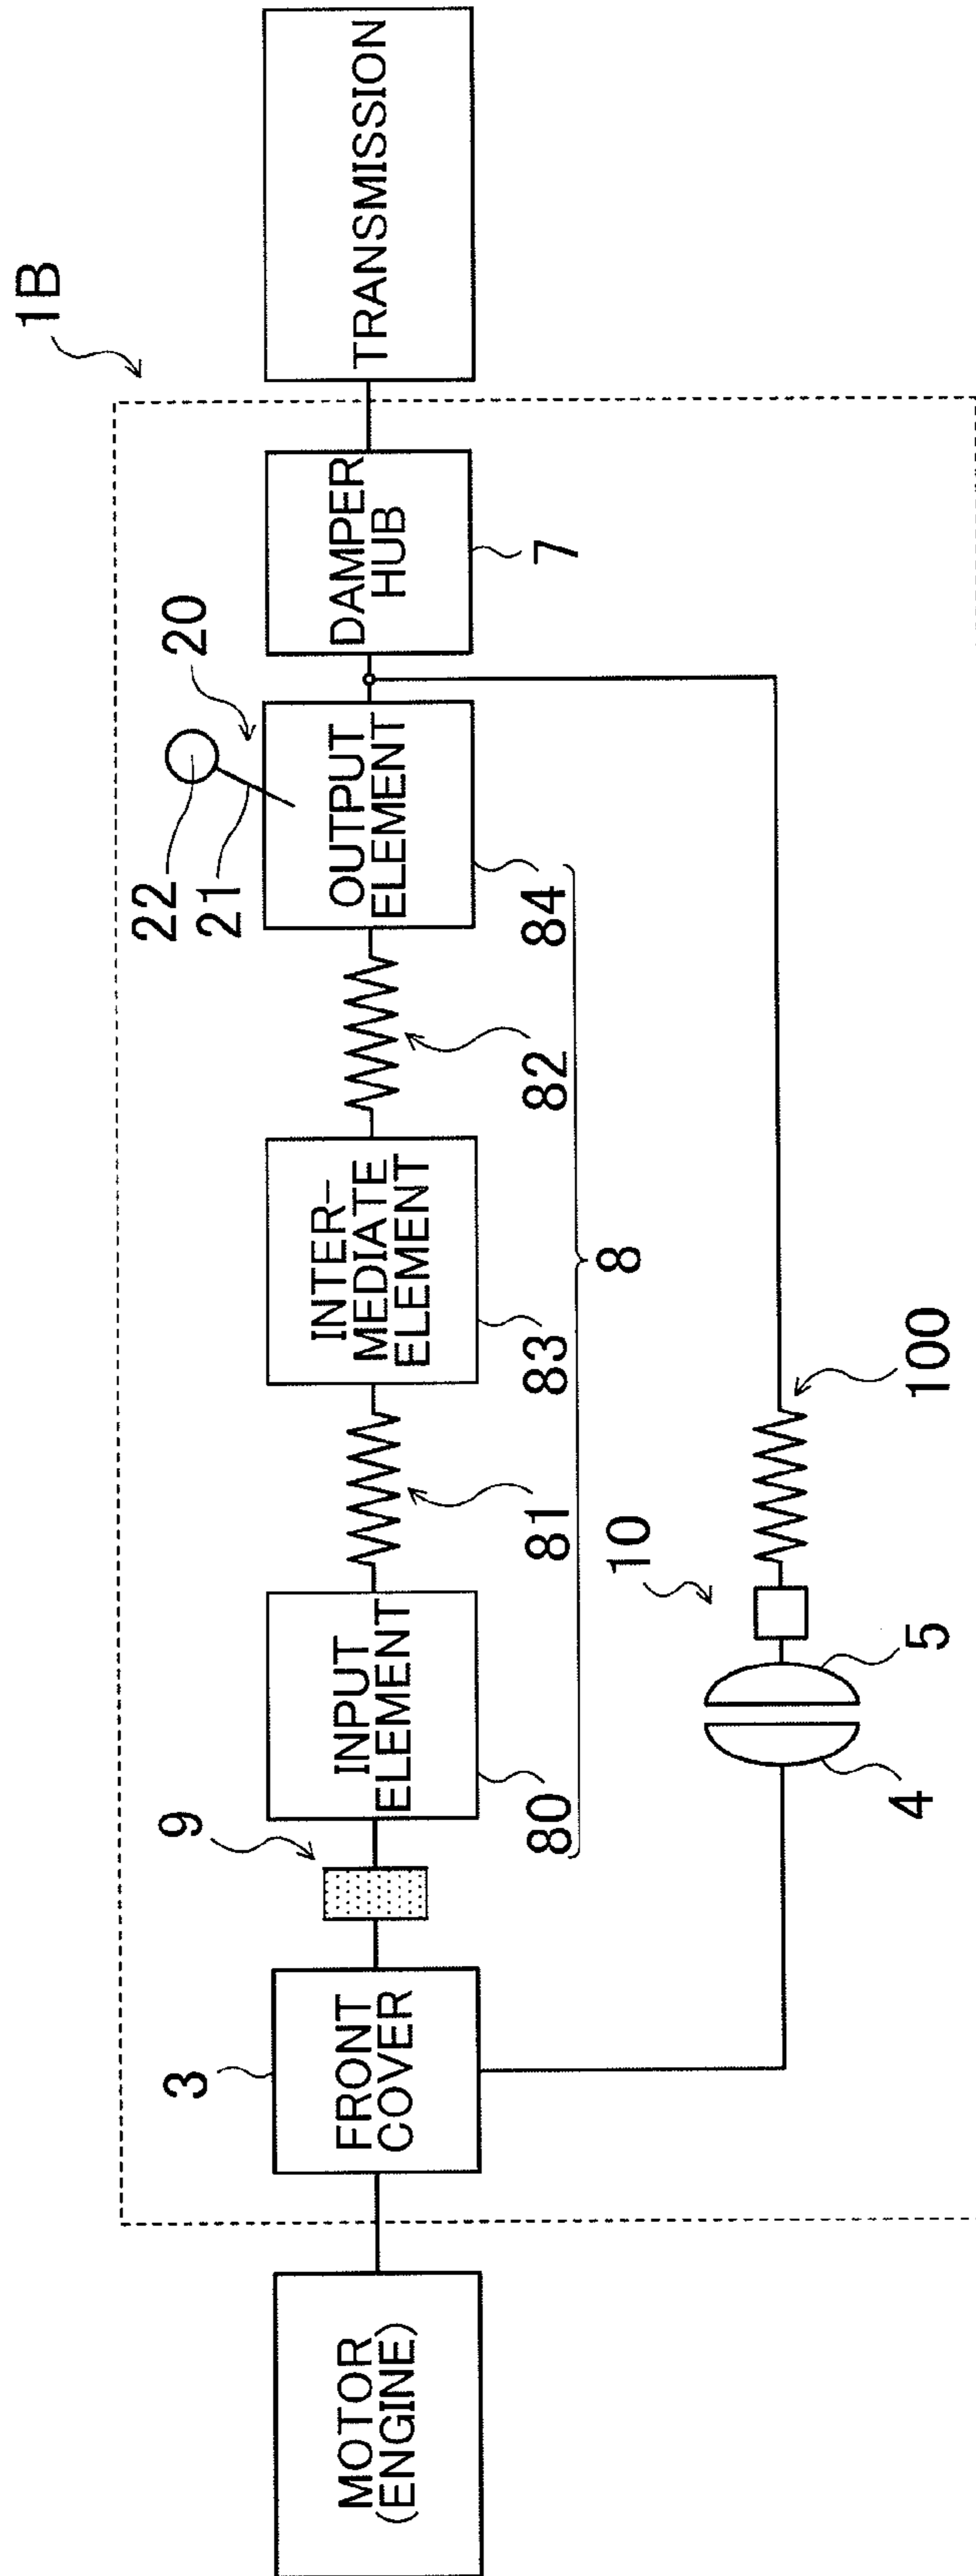 1B
MOTOR
(ENGINE)
3
FRONT
COVER
9
INPUT
ELEMENT
80
81
INTER-
MEDIATE
ELEMENT
83
82
22
21
20
OUTPUT
ELEMENT
84
8
DAMPER
HUB
7
TRANSMISSION
4
5
10
100